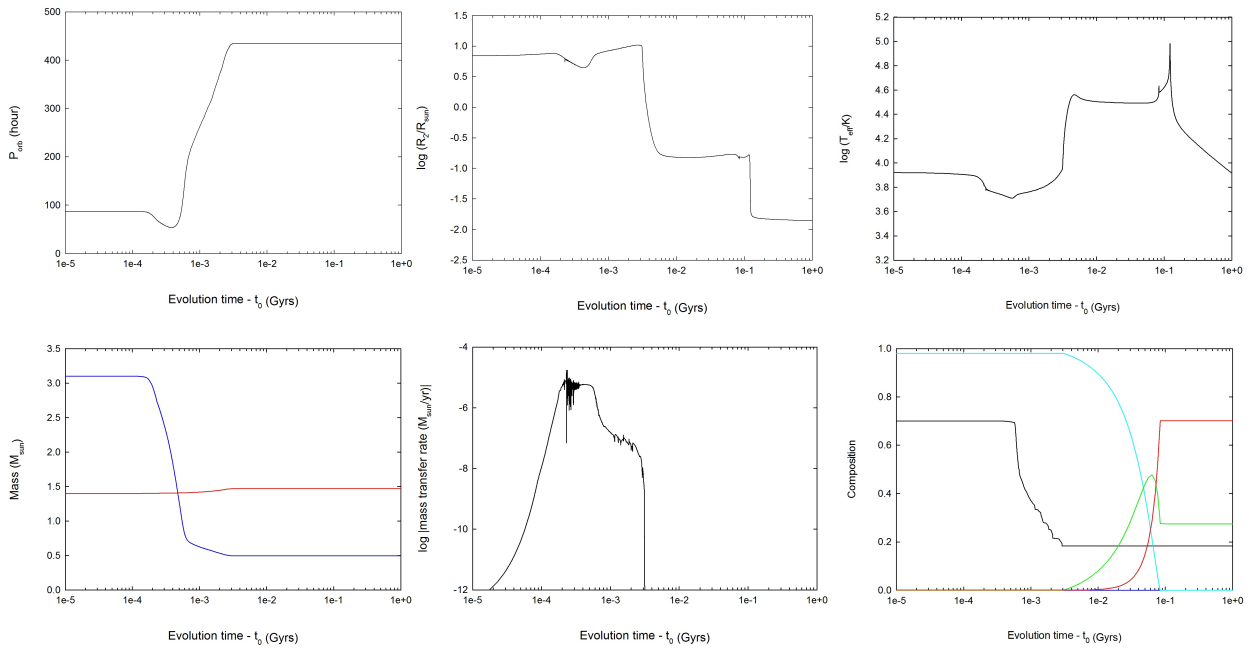 500
400
300
200
100
0
P_orb (hour)
1e-5 1e-4 1e-3 1e-2 1e-1 1e+0
Evolution time - t_0 (Gyrs)
1.5
1.0
0.5
0.0
-0.5
-1.0
-1.5
-2.0
-2.5
log (R_2/R_sun)
1e-5 1e-4 1e-3 1e-2 1e-1 1e+0
Evolution time - t_0 (Gyrs)
5.2
5.0
4.8
4.6
4.4
4.2
4.0
3.8
3.6
3.4
3.2
log (T_eff/K)
1e-5 1e-4 1e-3 1e-2 1e-1 1e+0
Evolution time - t_0 (Gyrs)
3.5
3.0
2.5
2.0
1.5
1.0
0.5
0.0
Mass (M_sun)
1e-5 1e-4 1e-3 1e-2 1e-1 1e+0
Evolution time - t_0 (Gyrs)
-4
-6
-8
-10
-12
log |mass transfer rate (M_sun/yr)|
1e-5 1e-4 1e-3 1e-2 1e-1 1e+0
Evolution time - t_0 (Gyrs)
1.0
0.8
0.6
0.4
0.2
0.0
Composition
1e-5 1e-4 1e-3 1e-2 1e-1 1e+0
Evolution time - t_0 (Gyrs)